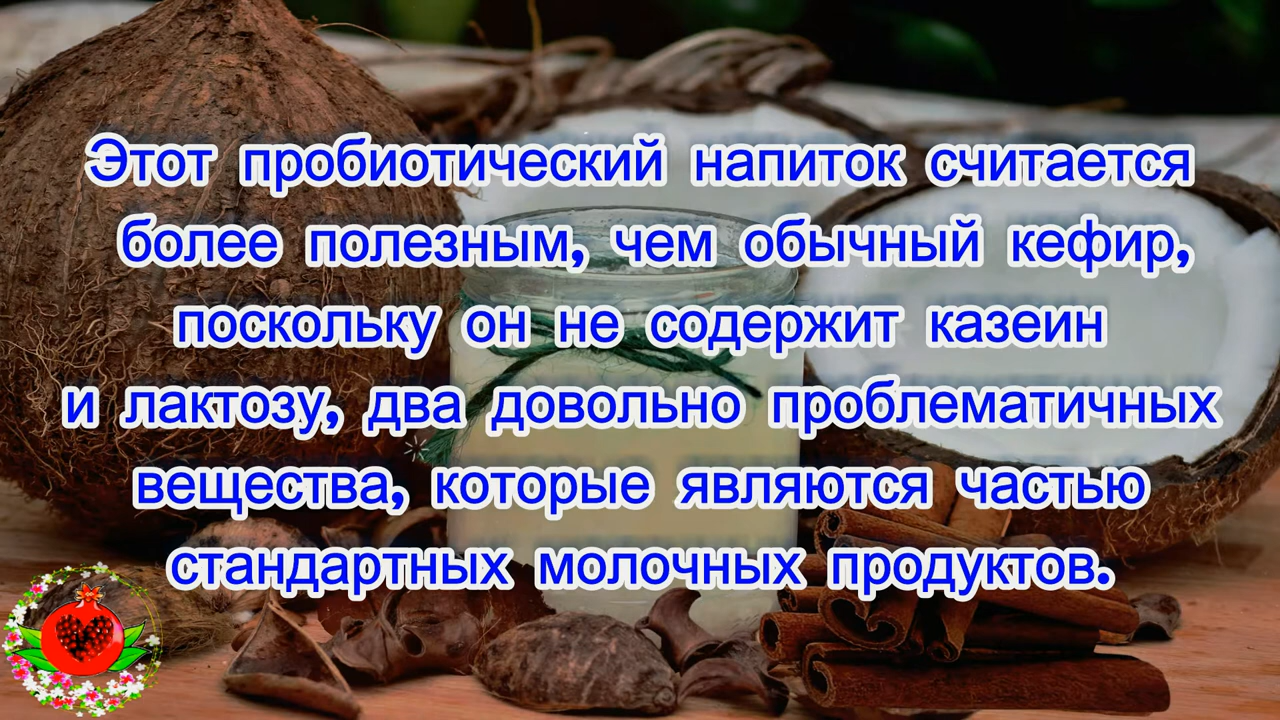 Этот пробиотический напиток считается
более полезным, чем обычный кефир,
поскольку он не содержит казеин
и лактозу, два довольно проблематичных
вещества, которые являются частью
стандартных молочных продуктов.